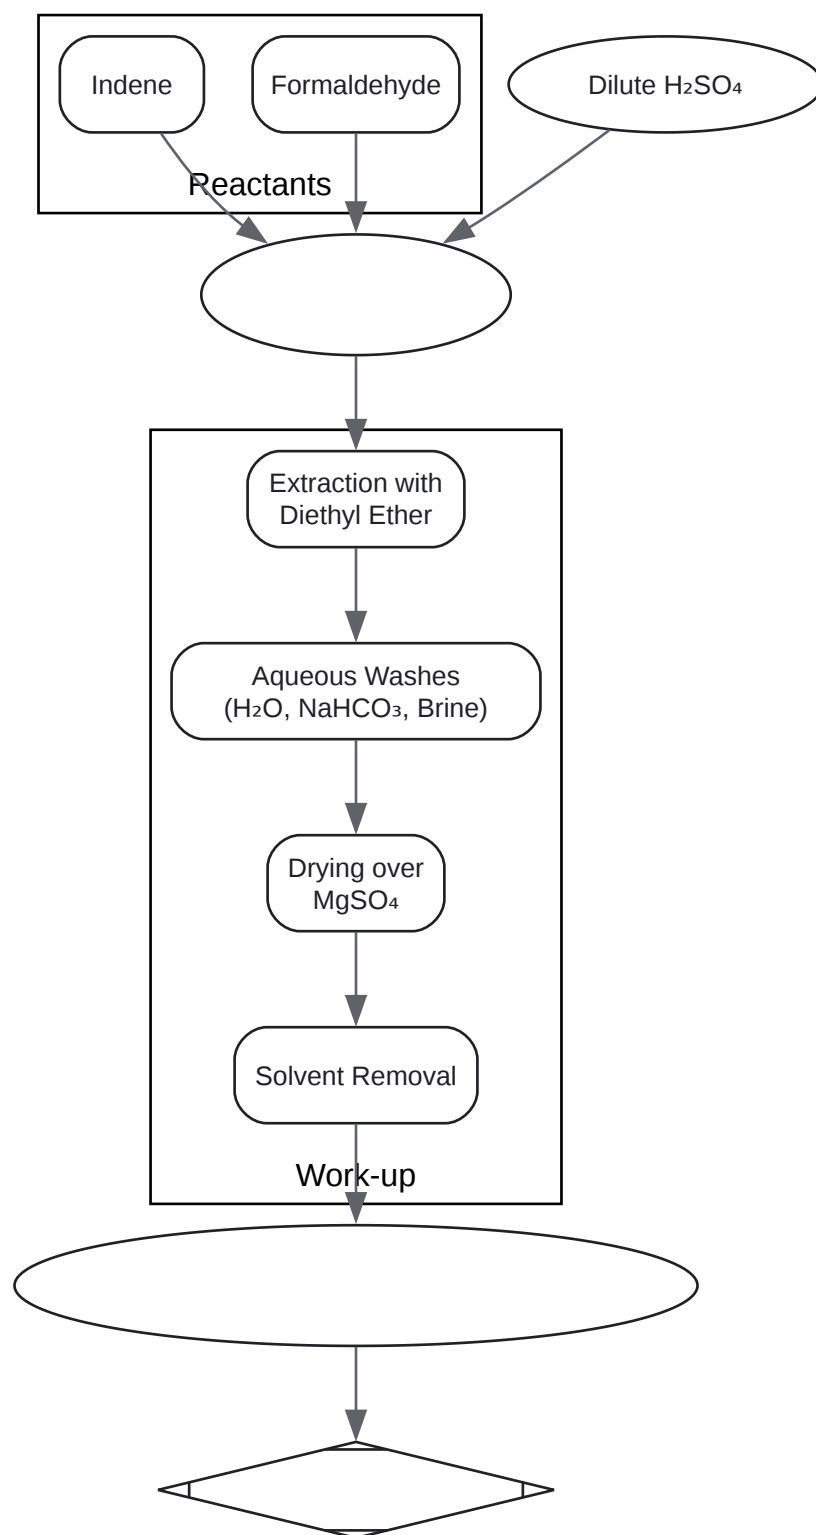 Indene
Formaldehyde
Dilute H₂SO₄
Reactants
Extraction with
Diethyl Ether
Aqueous Washes
(H₂O, NaHCO₃, Brine)
Drying over
MgSO₄
Solvent Removal
Work-up